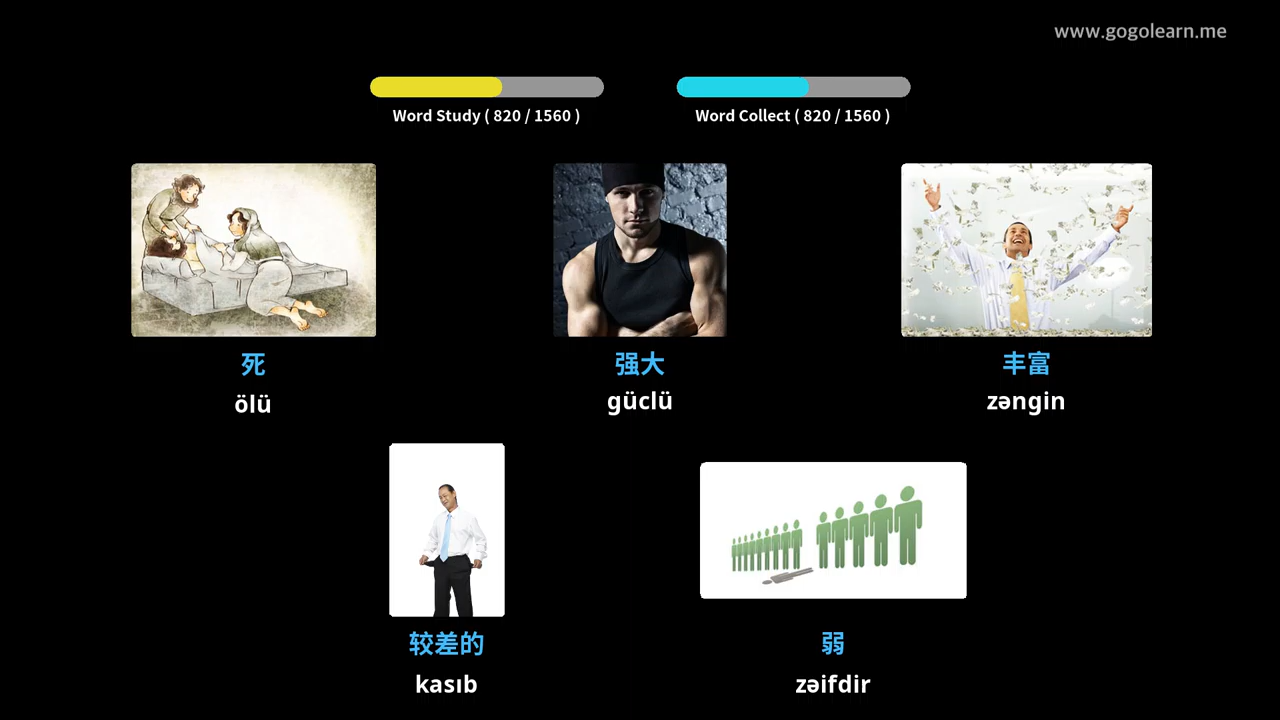 www.gogolearn.me
Word Study ( 820 / 1560 )
Word Collect ( 820 / 1560 )
死
强大
丰富
ölü
güclü
zəngin
较差的
弱
kasıb
zəifdir